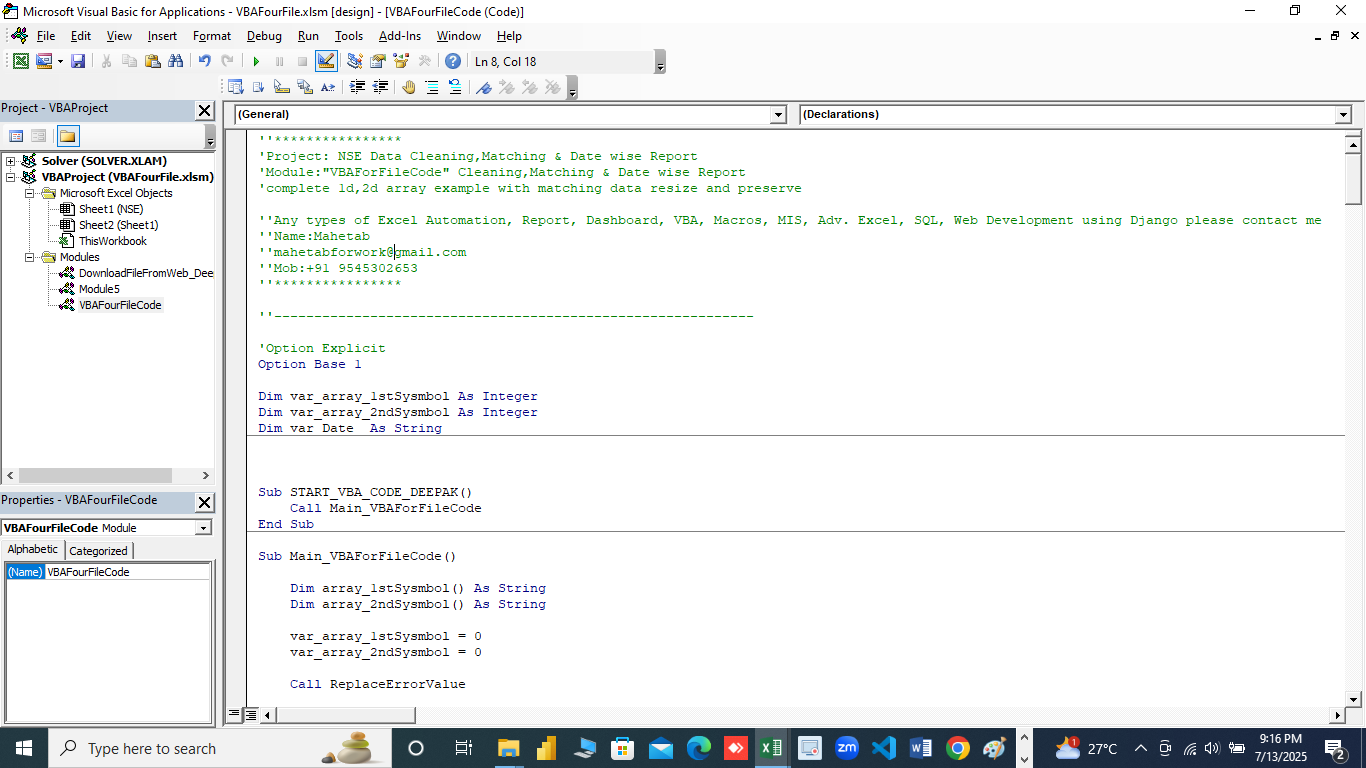 Microsoft Visual Basic for Applications - VBAFourFile.xlsm [design] - [VBAFourFileCode (Code)]
File Edit View Insert Format Debug Run Tools Add-Ins Window Help
Ln 8, Col 18
Project - VBAProject
Solver (SOLVER.XLAM)
VBAProject (VBAFourFile.xlsm)
Microsoft Excel Objects
Sheet1 (NSE)
Sheet2 (Sheet1)
ThisWorkbook
Modules
DownloadFileFromWeb_Dee
Module5
VBAFourFileCode
Properties - VBAFourFileCode
VBAFourFileCode Module
Alphabetic Categorized
(Name) VBAFourFileCode
(General) (Declarations)
''****************
'Project: NSE Data Cleaning,Matching & Date wise Report
'Module:"VBAForFileCode" Cleaning,Matching & Date wise Report
'complete 1d,2d array example with matching data resize and preserve
''Any types of Excel Automation, Report, Dashboard, VBA, Macros, MIS, Adv. Excel, SQL, Web Development using Django please contact me
''Name:Mahetab
''mahetabforwork@gmail.com
''Mob:+91 9545302653
''****************
''------------------------------------------------------------
'Option Explicit
Option Base 1
Dim var_array_1stSysmbol As Integer
Dim var_array_2ndSysmbol As Integer
Dim var_Date  As String
Sub START_VBA_CODE_DEEPAK()
Call Main_VBAForFileCode
End Sub
Sub Main_VBAForFileCode()
Dim array_1stSysmbol() As String
Dim array_2ndSysmbol() As String
var_array_1stSysmbol = 0
var_array_2ndSysmbol = 0
Call ReplaceErrorValue
Type here to search
zm
27°C
9:16 PM
7/13/2025
2